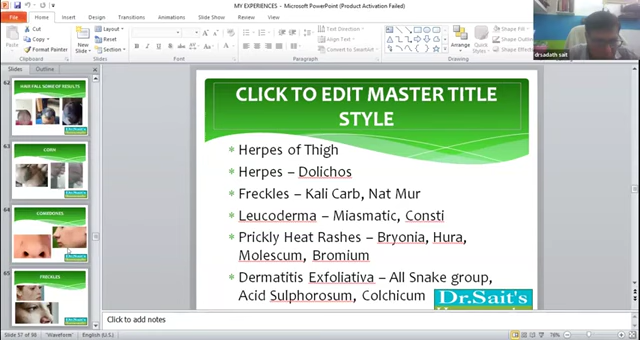 MY EXPERIENCES - Microsoft PowerPoint (Product Activation Failed)
File
Home
Insert
Design
Transitions
Animations
Slide Show
Review
View
Cut
Copy
Format Painter
Clipboard
New Slide
Layout
Reset
Section
Slides
Font
Text Direction
Align Text
Convert to SmartArt
Paragraph
Arrange
Quick Styles
Shape Fill
Shape Outline
Shape Effects
Drawing
drsadath sait
Slides
Outline
62
HAIR FALL SOME OF RESULTS
63
CORN
64
COMEDONES
65
FRECKLES
CLICK TO EDIT MASTER TITLE
STYLE
Herpes of Thigh
Herpes – Dolichos
Freckles – Kali Carb, Nat Mur
Leucoderma – Miasmatic, Consti
Prickly Heat Rashes – Bryonia, Hura,
Molescum, Bromium
Dermatitis Exfoliativa – All Snake group,
Acid Sulphorosum, Colchicum
Dr.Sait's
Click to add notes
Slide 57 of 98
"Waveform"
English (U.S.)
76%